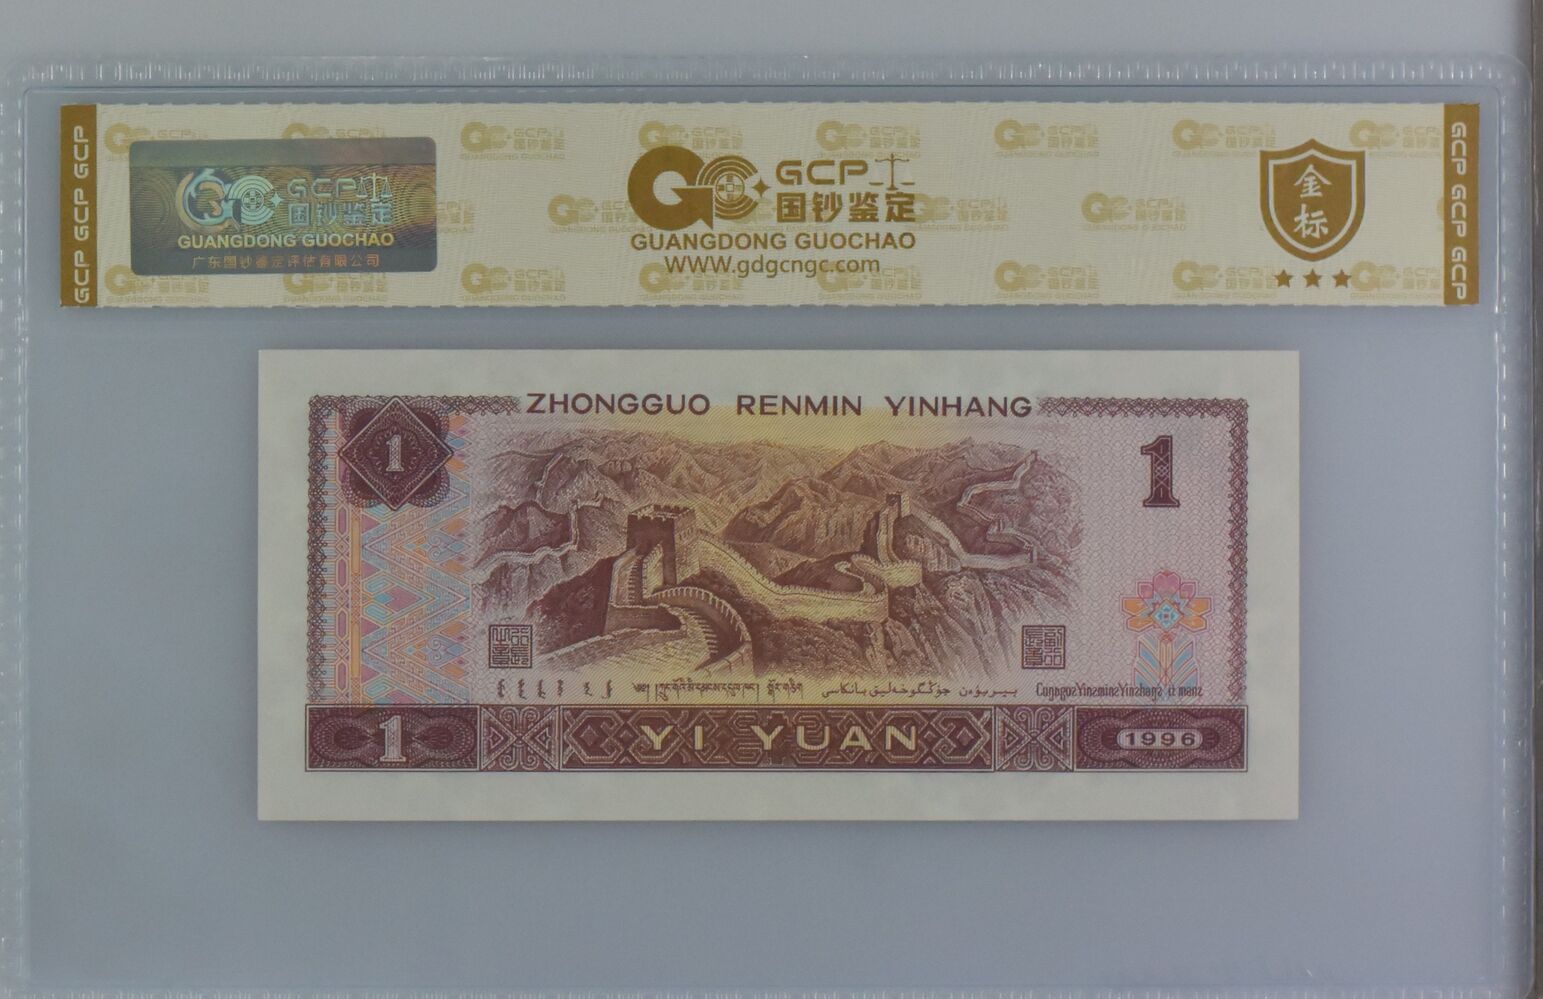 GCP GCP GCP
GCP 国钞鉴定
GUANGDONG GUOCHAO
广东国钞鉴定评估有限公司
GCP
国钞鉴定
GUANGDONG GUOCHAO
WWW.gdgcngc.com
金标
GCP GCP GCP
ZHONGGUO RENMIN YINHANG
1
1
1
YI YUAN
1996